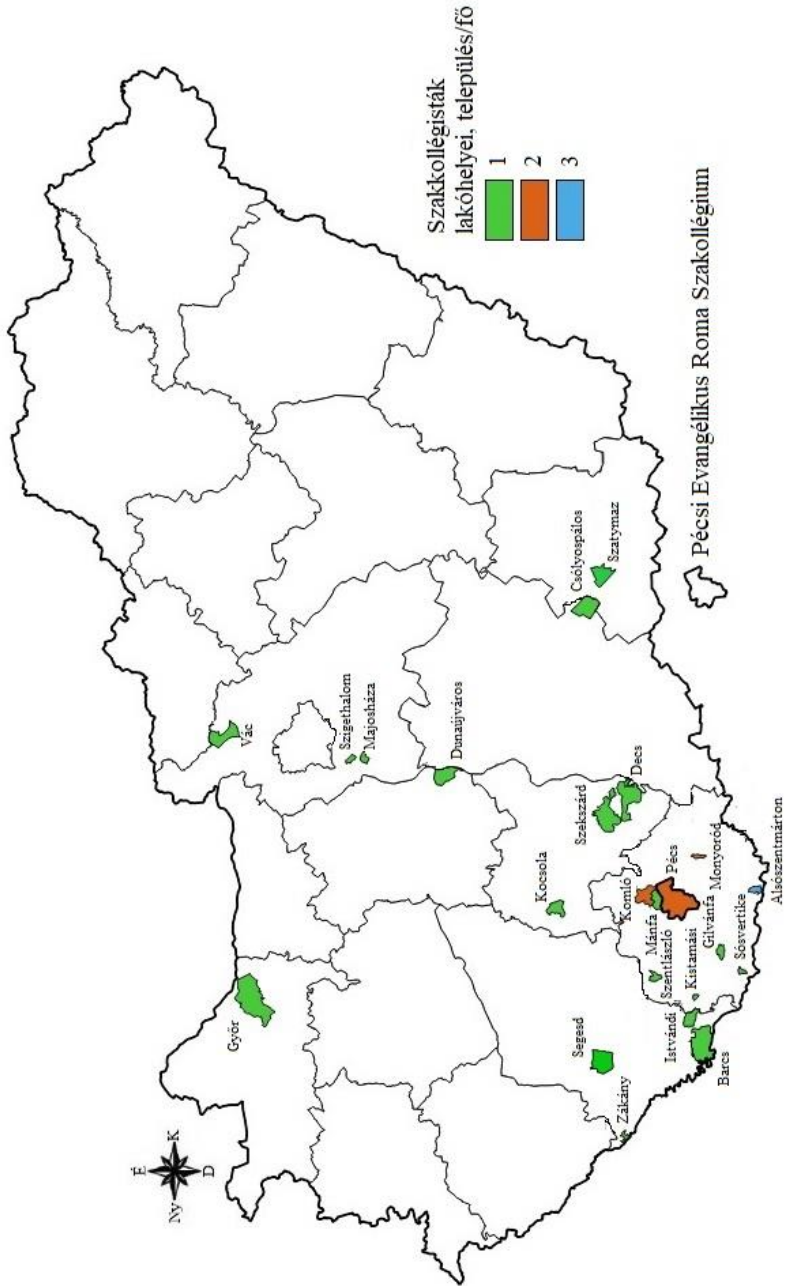 É
Ny
K
D
Szakkollégisták
lakóhelyei, település/fő
1
2
3
Győr
Vác
Szigethalom
Majosháza
Dunaújváros
Kocsola
Szekszárd
Decs
Csólyospálos
Szatymaz
Segesd
Zákány
Komló
Mánfa
Szentlászló
Pécs
Istvándi
Kistamási
Gilvánfa
Monyoród
Barcs
Sósvertike
Alsószentmárton
Pécsi Evangélikus Roma Szakollégium